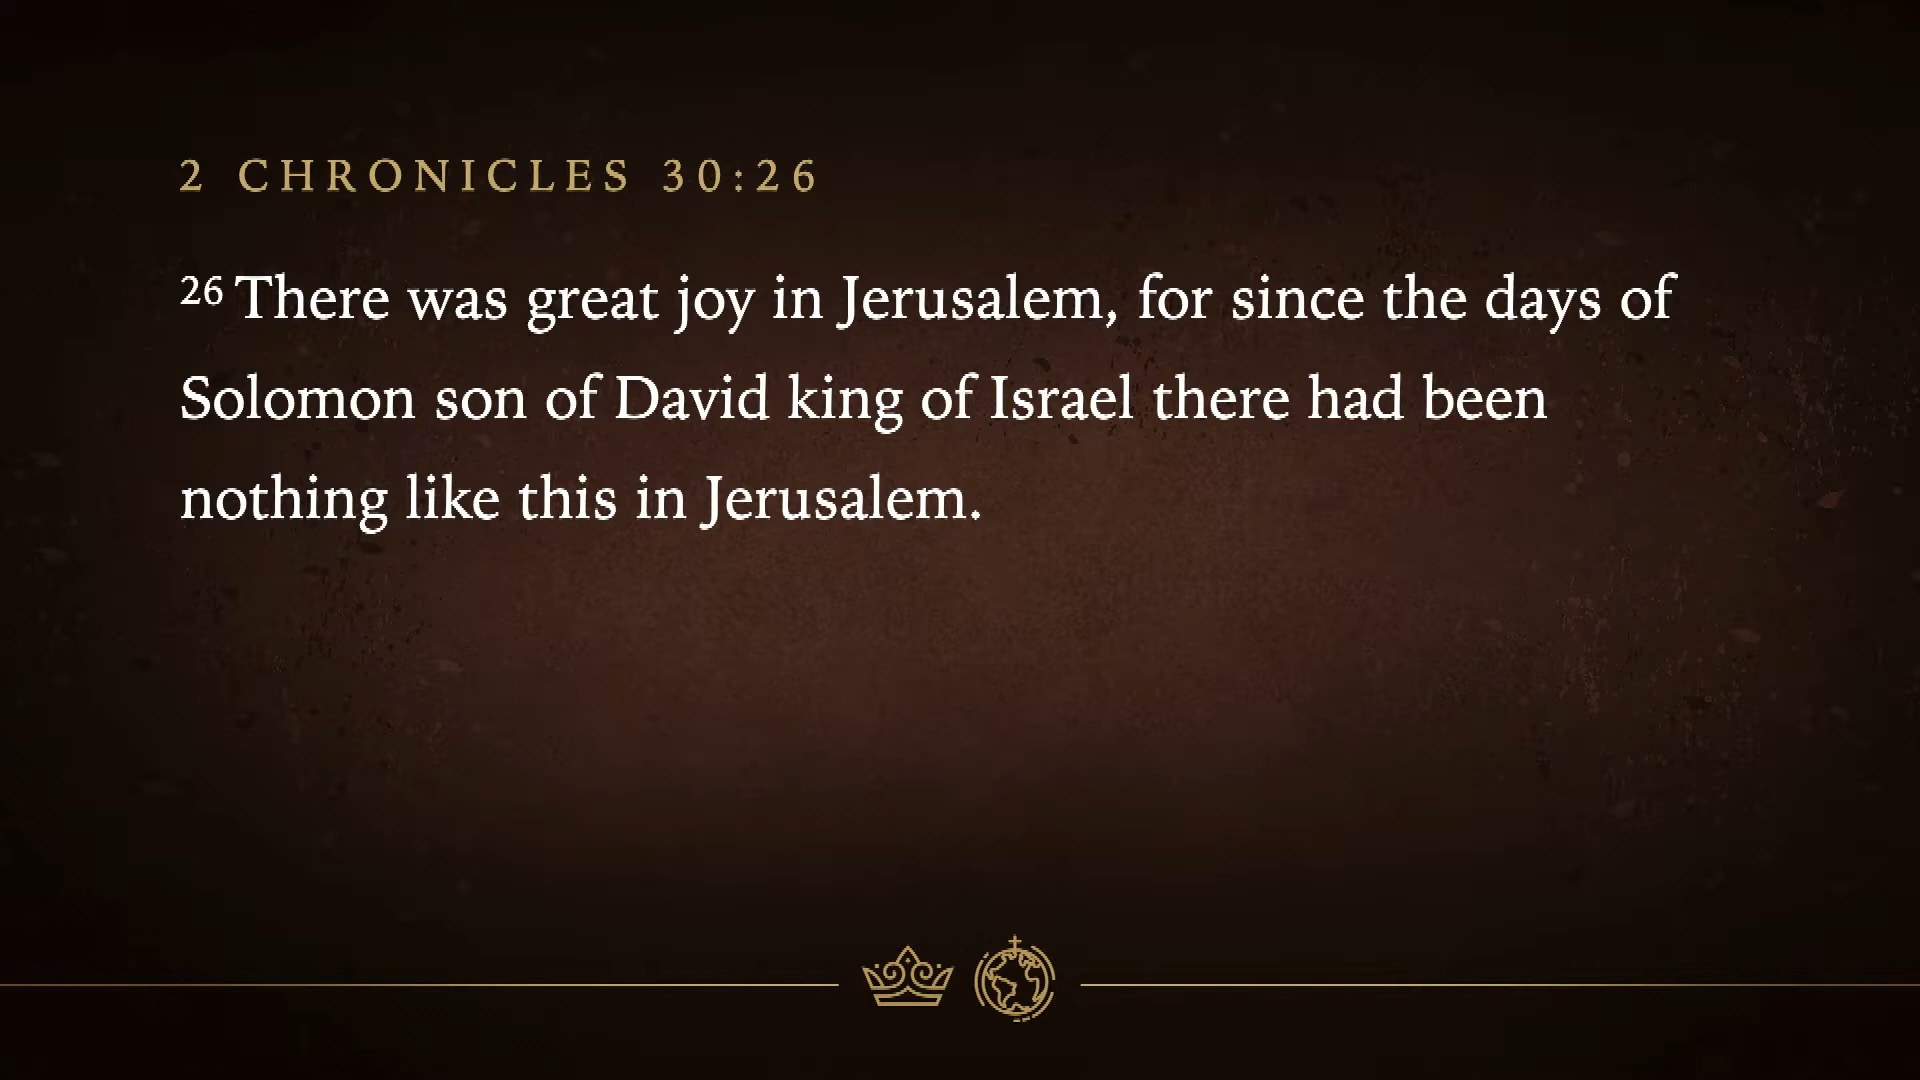 2 CHRONICLES 30:26
26 There was great joy in Jerusalem, for since the days of
Solomon son of David king of Israel there had been
nothing like this in Jerusalem.